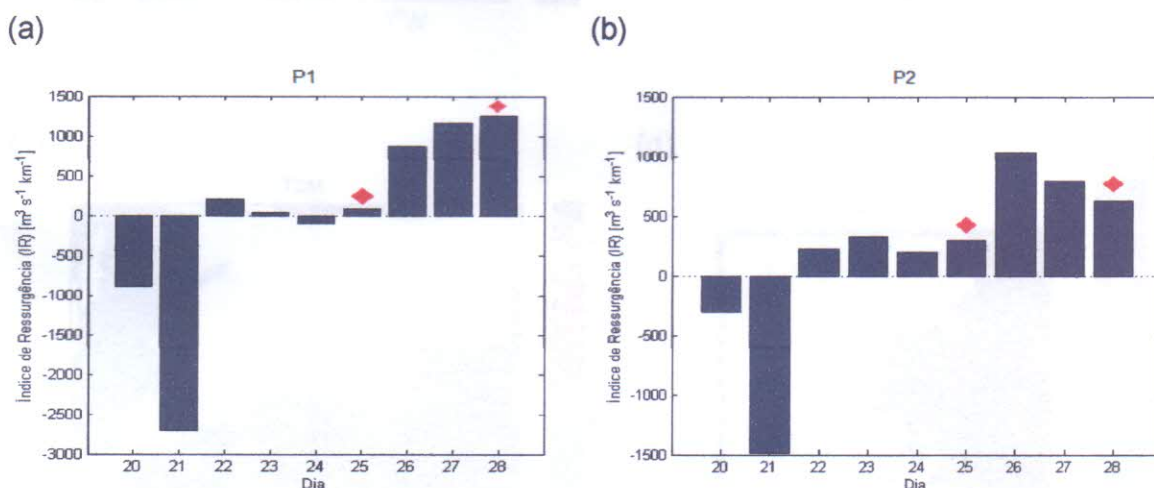 (a)
(b)
P1
1500
1000
500
0
-500
-1000
-1500
-2000
-2500
-3000
Índice de Ressurgência (IR) [m³ s⁻¹ km⁻¹]
20 21 22 23 24 25 26 27 28
Dia
P2
1500
1000
500
0
-500
-1000
-1500
Índice de Ressurgência (IR) [m³ s⁻¹ km⁻¹]
20 21 22 23 24 25 26 27 28
Dia